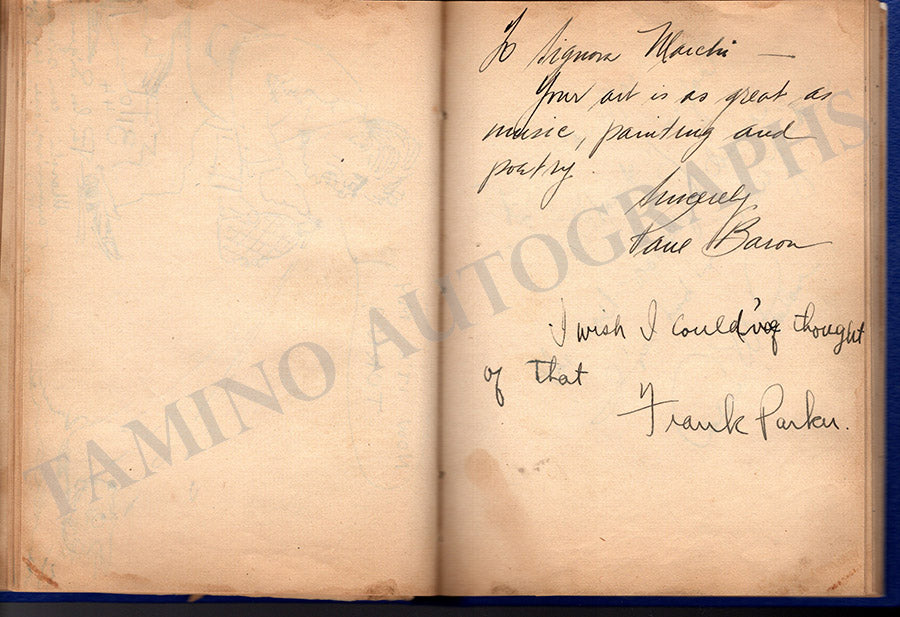 To Signora Marchi —
Your art is as great as
music, painting and
poetry.
Sincerely
Baron
I wish I could've thought
of that
Frank Parker.
TAMINO AUTOGRAPHS